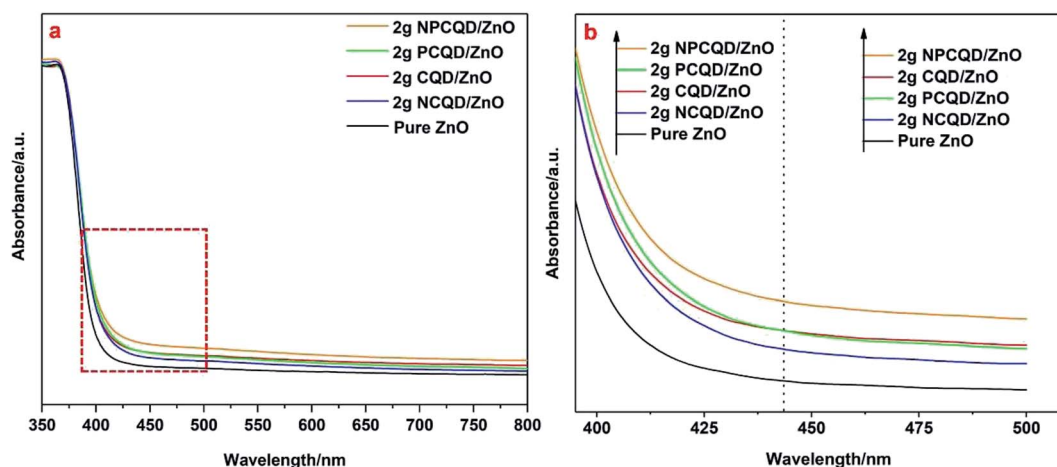 a
2g NPCQD/ZnO
2g PCQD/ZnO
2g CQD/ZnO
2g NCQD/ZnO
Pure ZnO
Absorbance/a.u.
350 400 450 500 550 600 650 700 750 800
Wavelength/nm
b
2g NPCQD/ZnO
2g PCQD/ZnO
2g CQD/ZnO
2g NCQD/ZnO
Pure ZnO
2g NPCQD/ZnO
2g CQD/ZnO
2g PCQD/ZnO
2g NCQD/ZnO
Pure ZnO
Absorbance/a.u.
400 425 450 475 500
Wavelength/nm